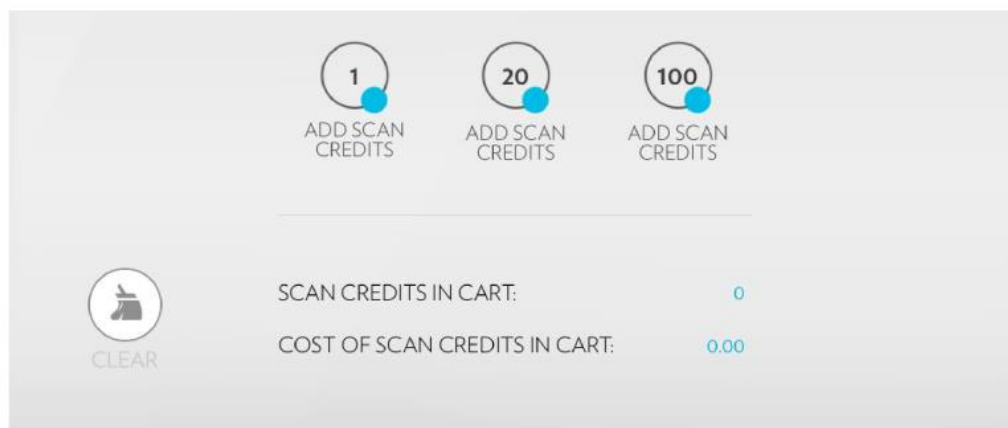 1 20 100
ADD SCAN ADD SCAN ADD SCAN
CREDITS CREDITS CREDITS
SCAN CREDITS IN CART: 0
COST OF SCAN CREDITS IN CART: 0.00
CLEAR